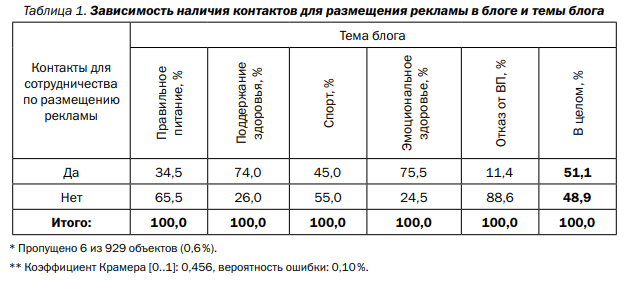 Таблица 1. Зависимость наличия контактов для размещения рекламы в блоге и темы блога
Контакты для сотрудничества по размещению рекламы
Тема блога
Правильное питание, %
Поддержание здоровья, %
Спорт, %
Эмоциональное здоровье, %
Отказ от ВП, %
В целом, %
Да 34,5 74,0 45,0 75,5 11,4 51,1
Нет 65,5 26,0 55,0 24,5 88,6 48,9
Итого: 100,0 100,0 100,0 100,0 100,0 100,0
* Пропущено 6 из 929 объектов (0,6 %).
** Коэффициент Крамера [0..1]: 0,456, вероятность ошибки: 0,10 %.